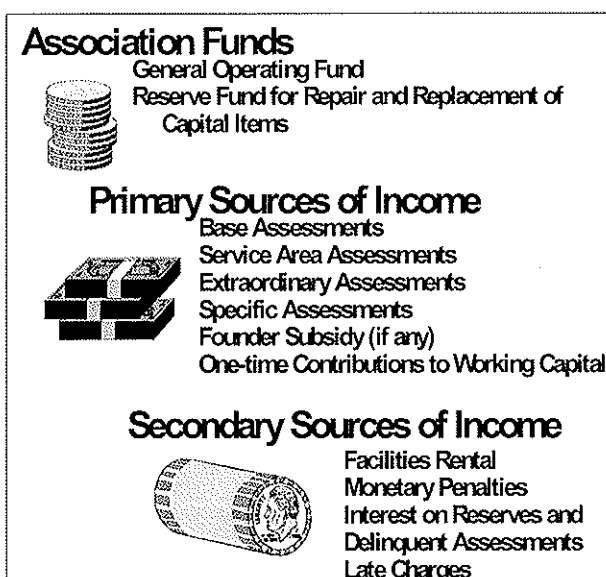 Association Funds
General Operating Fund
Reserve Fund for Repair and Replacement of
Capital Items
Primary Sources of Income
Base Assessments
Service Area Assessments
Extraordinary Assessments
Specific Assessments
Founder Subsidy (if any)
One-time Contributions to Working Capital
Secondary Sources of Income
Facilities Rental
Monetary Penalties
Interest on Reserves and
Delinquent Assessments
Late Charges